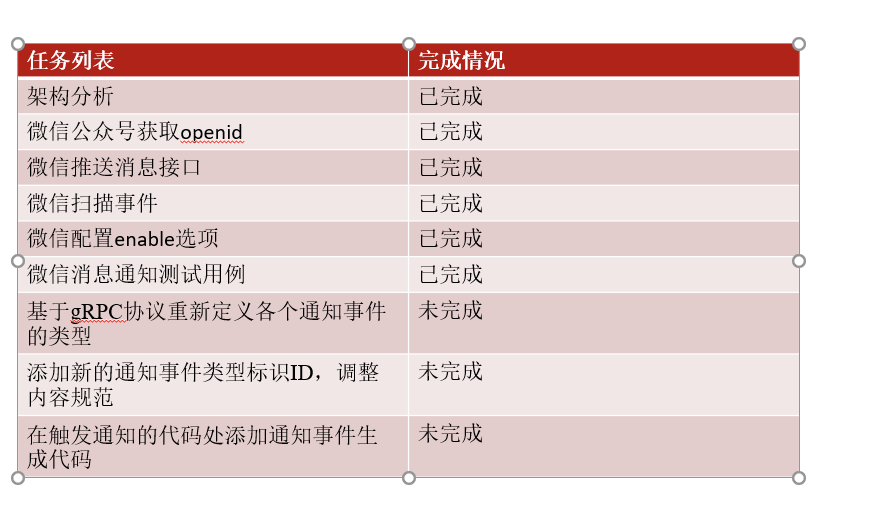 任务列表 完成情况
架构分析 已完成
微信公众号获取openid 已完成
微信推送消息接口 已完成
微信扫描事件 已完成
微信配置enable选项 已完成
微信消息通知测试用例 已完成
基于gRPC协议重新定义各个通知事件 未完成
的类型
添加新的通知事件类型标识ID，调整 未完成
内容规范
在触发通知的代码处添加通知事件生 未完成
成代码